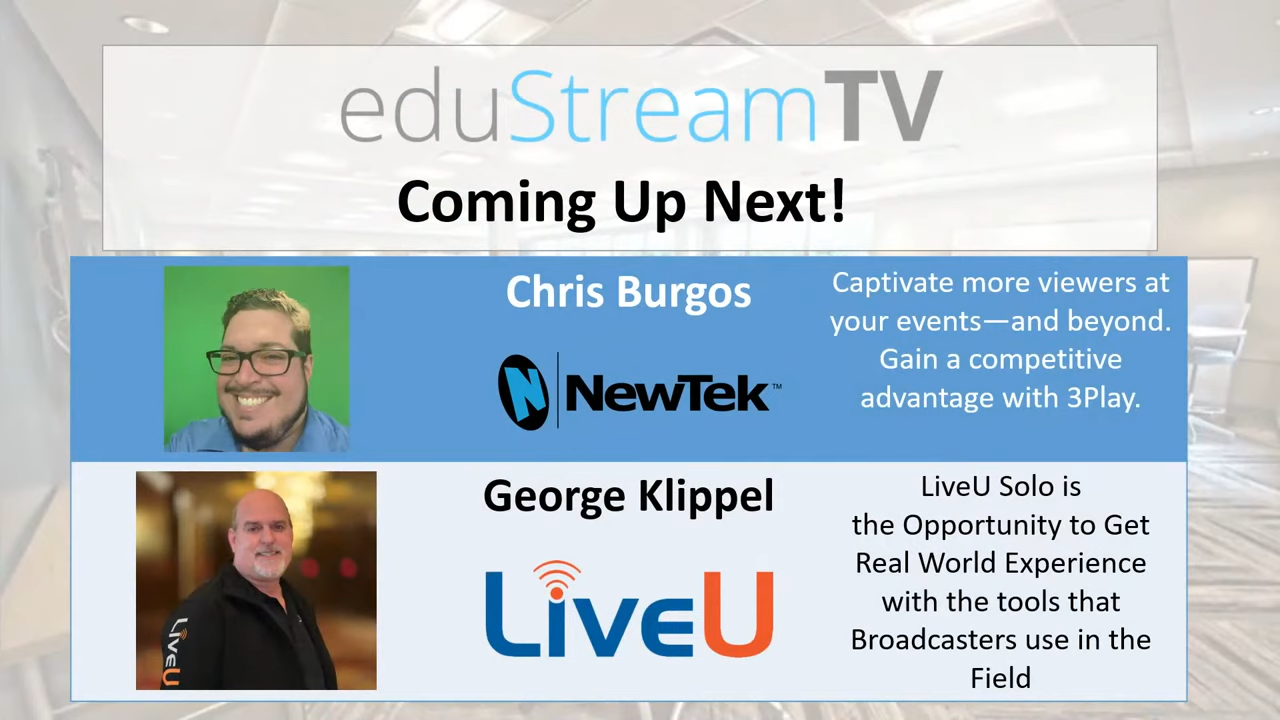 eduStreamTV
Coming Up Next!
Chris Burgos
N NewTek™
Captivate more viewers at
your events—and beyond.
Gain a competitive
advantage with 3Play.
LiveU
George Klippel
LiveU
LiveU Solo is
the Opportunity to Get
Real World Experience
with the tools that
Broadcasters use in the
Field